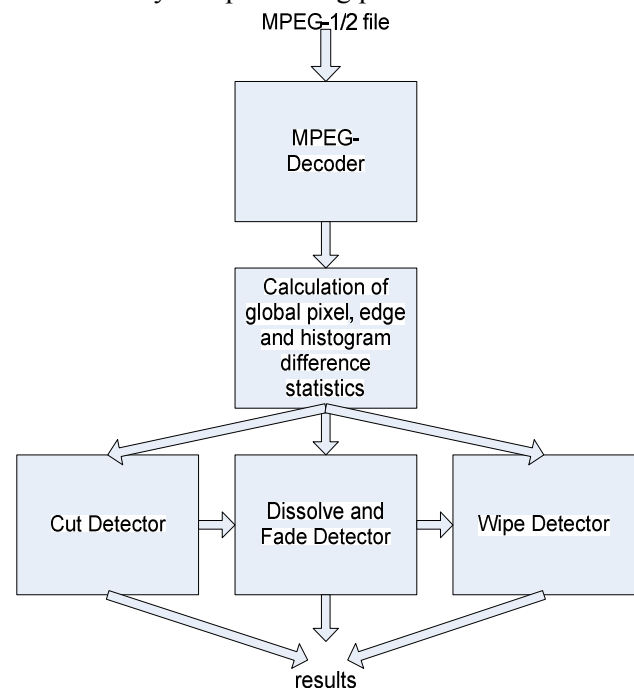 MPEG-1/2 file
MPEG-
Decoder
Calculation of
global pixel, edge
and histogram
difference
statistics
Cut Detector
Dissolve and
Fade Detector
Wipe Detector
results